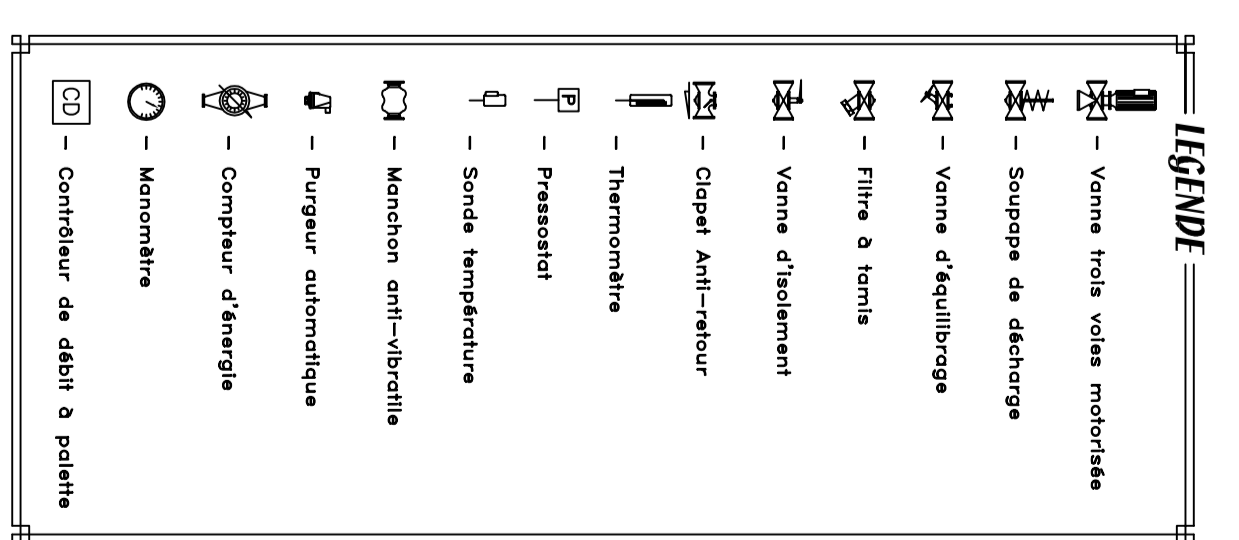 LEGENDE
- Vanne trois voies motorisée
- Soupape de décharge
- Vanne d'équilibrage
- Filtre à tamis
- Vanne d'isolement
- Clapet Anti-retour
- Thermomètre
P - Pressostat
- Sonde température
- Manchon anti-vibratile
- Purgeur automatique
- Compteur d'énergie
- Manomètre
CD - Contrôleur de débit à palette